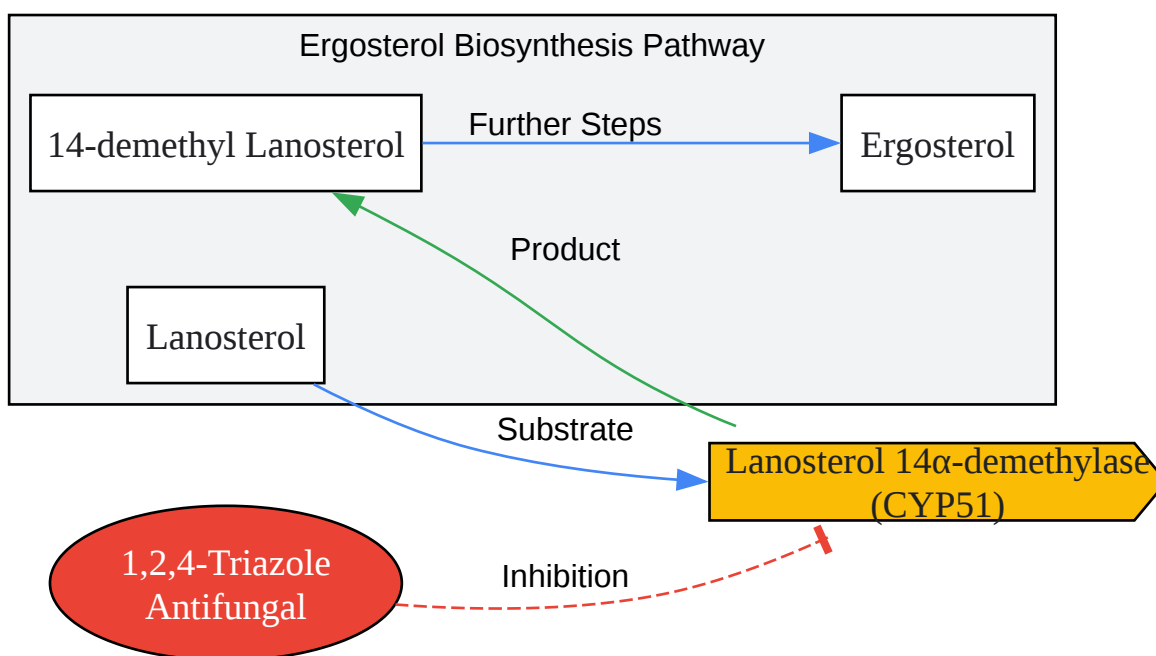 Ergosterol Biosynthesis Pathway
14-demethyl Lanosterol
Further Steps
Ergosterol
Product
Lanosterol
Substrate
Lanosterol 14α-demethylase
(CYP51)
1,2,4-Triazole
Antifungal
Inhibition